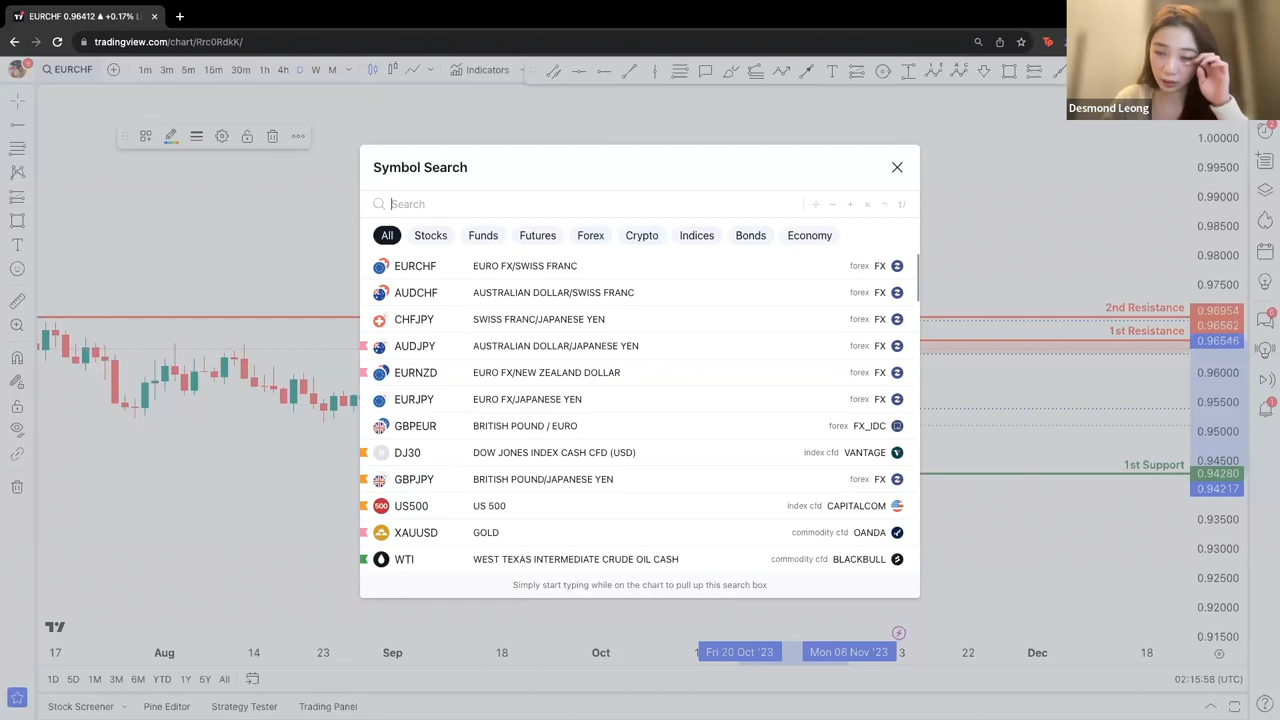 EURCHF 0.96412 ▲ +0.17%
tradingview.com/chart/Rrc0RdkK/
EURCHF 1m 3m 5m 15m 30m 1h 4h D W M Indicators
Desmond Leong
Symbol Search
Search
1/
All Stocks Funds Futures Forex Crypto Indices Bonds Economy
EURCHF EURO FX/SWISS FRANC forex FX
AUDCHF AUSTRALIAN DOLLAR/SWISS FRANC forex FX
CHFJPY SWISS FRANC/JAPANESE YEN forex FX
AUDJPY AUSTRALIAN DOLLAR/JAPANESE YEN forex FX
EURNZD EURO FX/NEW ZEALAND DOLLAR forex FX
EURJPY EURO FX/JAPANESE YEN forex FX
GBPEUR BRITISH POUND / EURO forex FX_IDC
DJ30 DOW JONES INDEX CASH CFD (USD) index cfd VANTAGE
GBPJPY BRITISH POUND/JAPANESE YEN forex FX
US500 US 500 index cfd CAPITALCOM
XAUUSD GOLD commodity cfd OANDA
WTI WEST TEXAS INTERMEDIATE CRUDE OIL CASH commodity cfd BLACKBULL
Simply start typing while on the chart to pull up this search box
1.00000
0.99500
0.99000
0.98500
0.98000
0.97500
2nd Resistance 0.96954
0.96562
1st Resistance
0.96546
0.96000
0.95500
0.95000
0.94500
1st Support 0.94280
0.94217
0.93500
0.93000
0.92500
0.92000
0.91500
17 Aug 14 23 Sep 18 Oct 1 Fri 20 Oct '23 Mon 06 Nov '23 3 22 Dec 18
1D 5D 1M 3M 6M YTD 1Y 5Y All 02:15:58 (UTC)
Stock Screener Pine Editor Strategy Tester Trading Panel